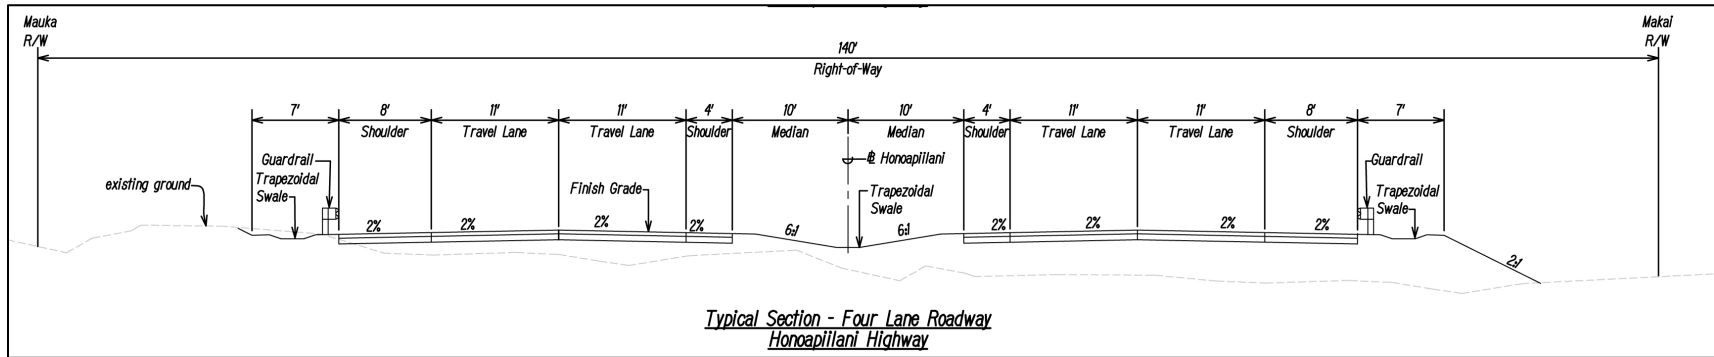 Mauka
R/W
Makai
R/W
140'
Right-of-Way
7'
8'
Shoulder
11'
Travel Lane
11'
Travel Lane
4'
Shoulder
10'
Median
10'
Median
4'
Shoulder
11'
Travel Lane
11'
Travel Lane
8'
Shoulder
7'
℄ Honoapiilani
Guardrail
Trapezoidal
Swale
existing ground
Finish Grade
Trapezoidal
Swale
Guardrail
Trapezoidal
Swale
2%
2%
2%
2%
6:1
6:1
2%
2%
2%
2%
2:1
Typical Section - Four Lane Roadway
Honoapiilani Highway